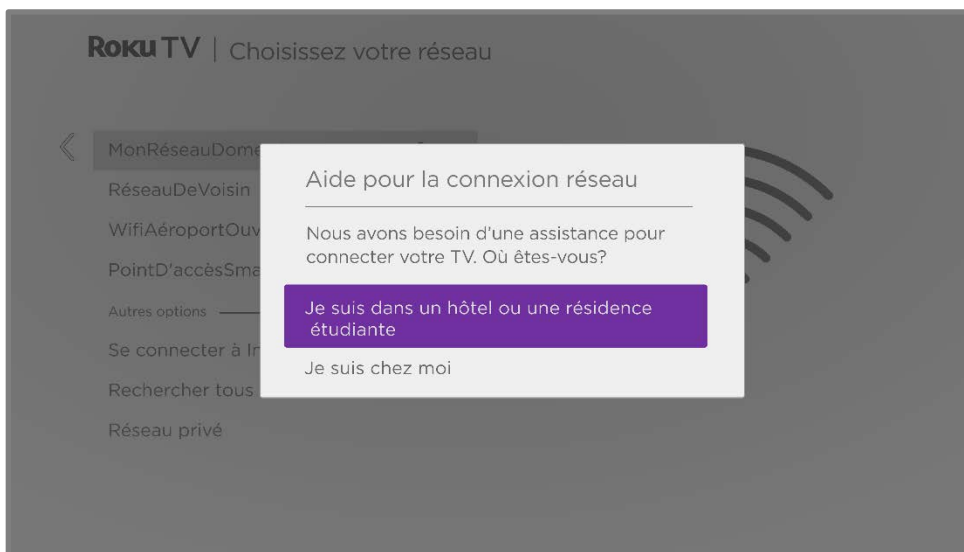 Roku TV | Choisissez votre réseau
MonRéseauDome
RéseauDeVoisin
WifiAéroportOuv
PointD'accèsSma
Autres options
Se connecter à In
Rechercher tous
Réseau privé
Aide pour la connexion réseau
Nous avons besoin d'une assistance pour
connecter votre TV. Où êtes-vous?
Je suis dans un hôtel ou une résidence
étudiante
Je suis chez moi